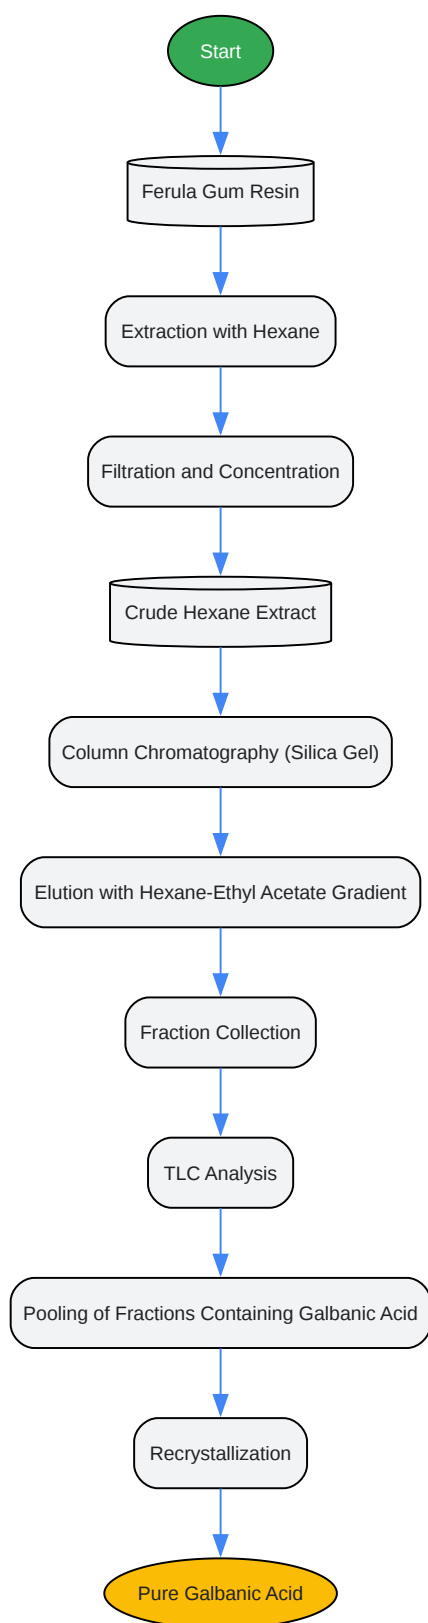 Start
Ferula Gum Resin
Extraction with Hexane
Filtration and Concentration
Crude Hexane Extract
Column Chromatography (Silica Gel)
Elution with Hexane-Ethyl Acetate Gradient
Fraction Collection
TLC Analysis
Pooling of Fractions Containing Galbanic Acid
Recrystallization
Pure Galbanic Acid